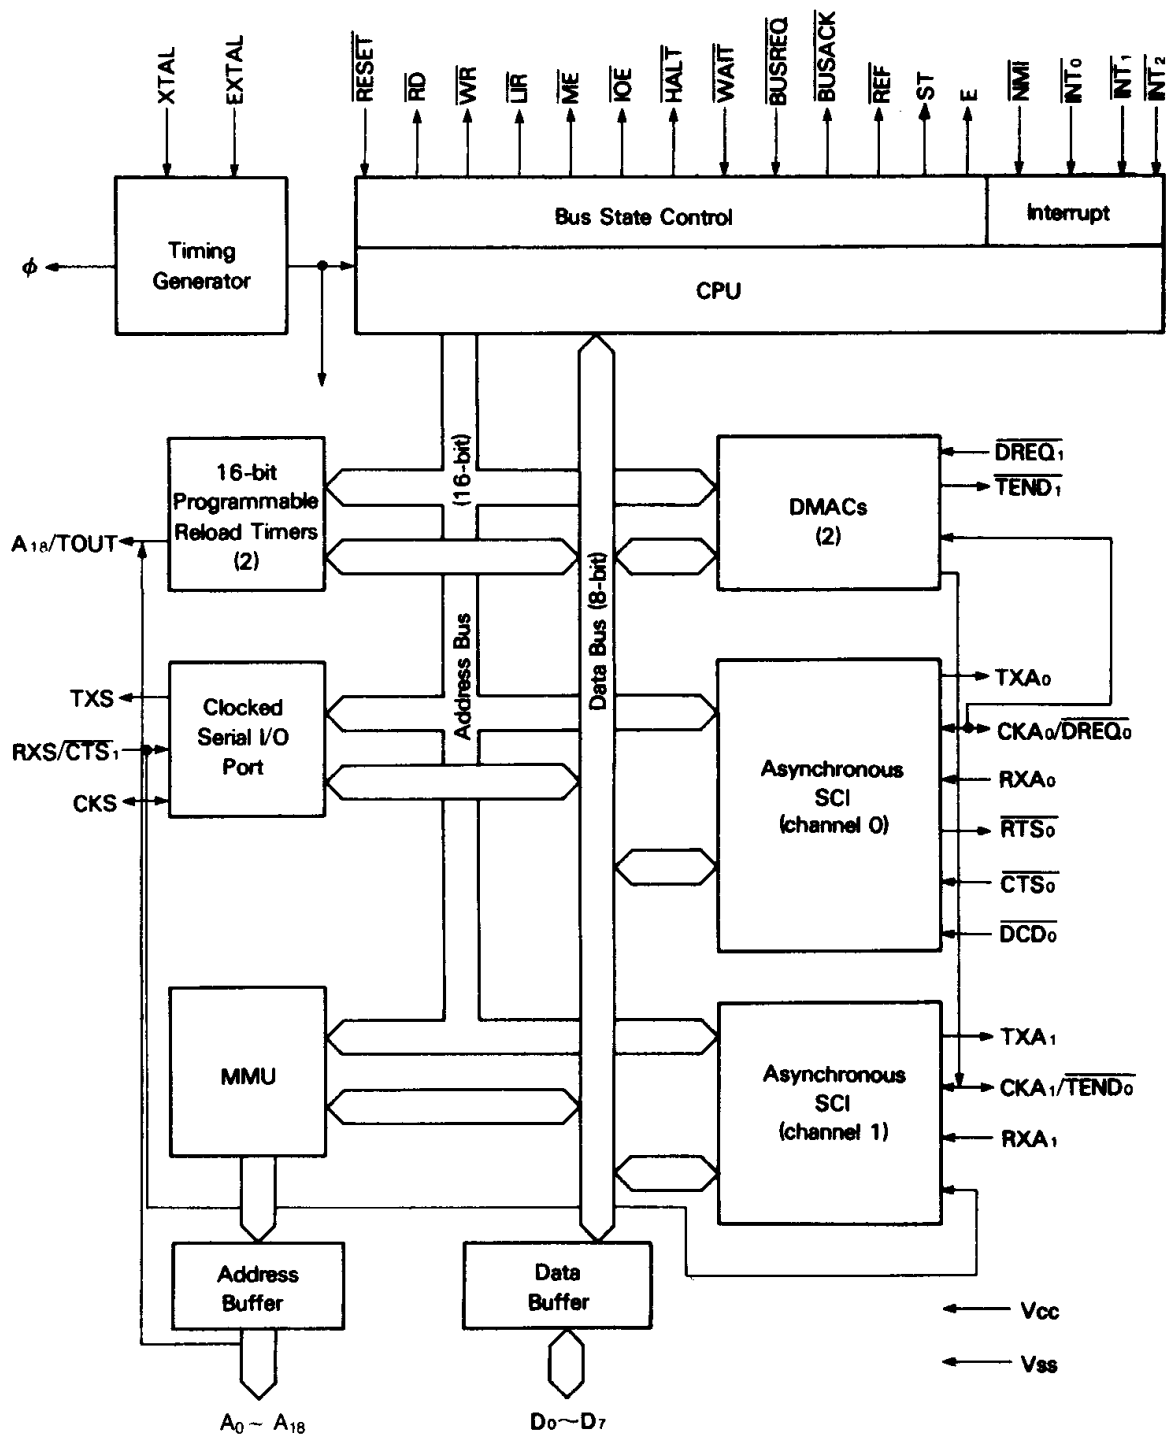 XTAL
EXTAL
RESET
RD
WR
LIR
ME
IOE
HALT
WAIT
BUSREQ
BUSACK
REF
ST
E
NMI
INT0
INT1
INT2
Timing
Generator
Bus State Control
Interrupt
CPU
ϕ
(16-bit)
Address Bus
Data Bus (8-bit)
16-bit
Programmable
Reload Timers
(2)
A18/TOUT
DMACs
(2)
DREQ1
TEND1
TXS
RXS/CTS1
CKS
Clocked
Serial I/O
Port
Asynchronous
SCI
(channel 0)
TXA0
CKA0/DREQ0
RXA0
RTS0
CTS0
DCD0
MMU
Asynchronous
SCI
(channel 1)
TXA1
CKA1/TEND0
RXA1
Address
Buffer
Data
Buffer
Vcc
Vss
A0~A18
D0~D7